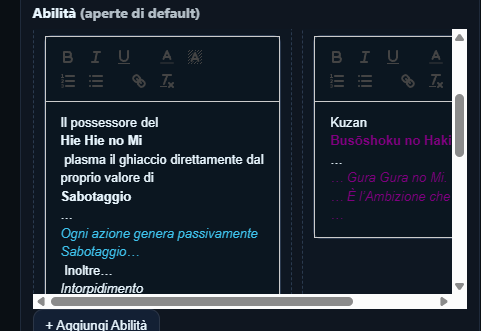 Abilità (aperte di default)
Il possessore del
Hie Hie no Mi
plasma il ghiaccio direttamente dal
proprio valore di
Sabotaggio
...
Ogni azione genera passivamente
Sabotaggio...
Inoltre...
Intorpidimento
Kuzan
Busōshoku no Haki
...
... Gura Gura no Mi.
... È l'Ambizione che
...
+ Aggiungi Abilità